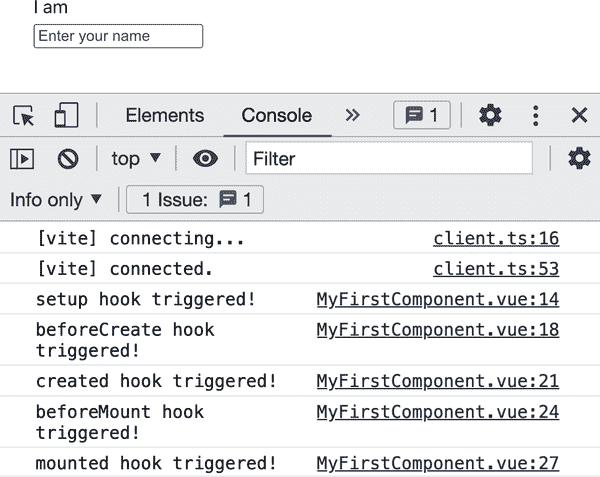 I am
Enter your name
Elements Console » 1
top ▼ Filter
Info only ▼ 1 Issue: 1
[vite] connecting... client.ts:16
[vite] connected. client.ts:53
setup hook triggered! MyFirstComponent.vue:14
beforeCreate hook MyFirstComponent.vue:18
triggered!
created hook triggered! MyFirstComponent.vue:21
beforeMount hook MyFirstComponent.vue:24
triggered!
mounted hook triggered! MyFirstComponent.vue:27